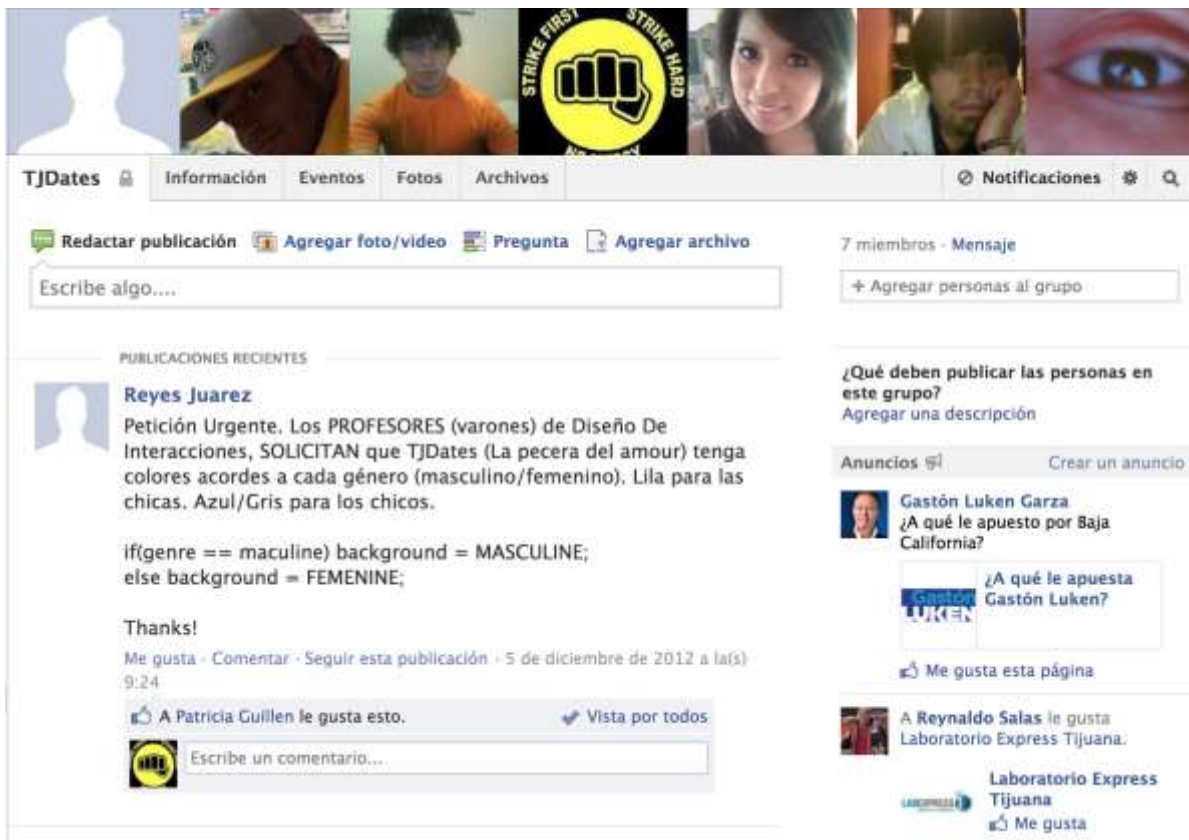 STRIKE FIRST
STRIKE HARD
TJDates
Información
Eventos
Fotos
Archivos
Notificaciones
Redactar publicación
Agregar foto/video
Pregunta
Agregar archivo
Escribe algo....
PUBLICACIONES RECIENTES
Reyes Juarez
Petición Urgente. Los PROFESORES (varones) de Diseño De
Interacciones, SOLICITAN que TJDates (La pecera del amour) tenga
colores acordes a cada género (masculino/femenino). Lila para las
chicas. Azul/Gris para los chicos.
if(genre == maculine) background = MASCULINE;
else background = FEMENINE;
Thanks!
Me gusta · Comentar · Seguir esta publicación · 5 de diciembre de 2012 a la(s)
9:24
A Patricia Guillen le gusta esto.
Vista por todos
Escribe un comentario...
7 miembros · Mensaje
+ Agregar personas al grupo
¿Qué deben publicar las personas en
este grupo?
Agregar una descripción
Anuncios
Crear un anuncio
Gastón Luken Garza
¿A qué le apuesto por Baja
California?
Gastón
LUKEN
¿A qué le apuesta
Gastón Luken?
Me gusta esta página
A Reynaldo Salas le gusta
Laboratorio Express Tijuana.
Laboratorio Express
Tijuana
Me gusta